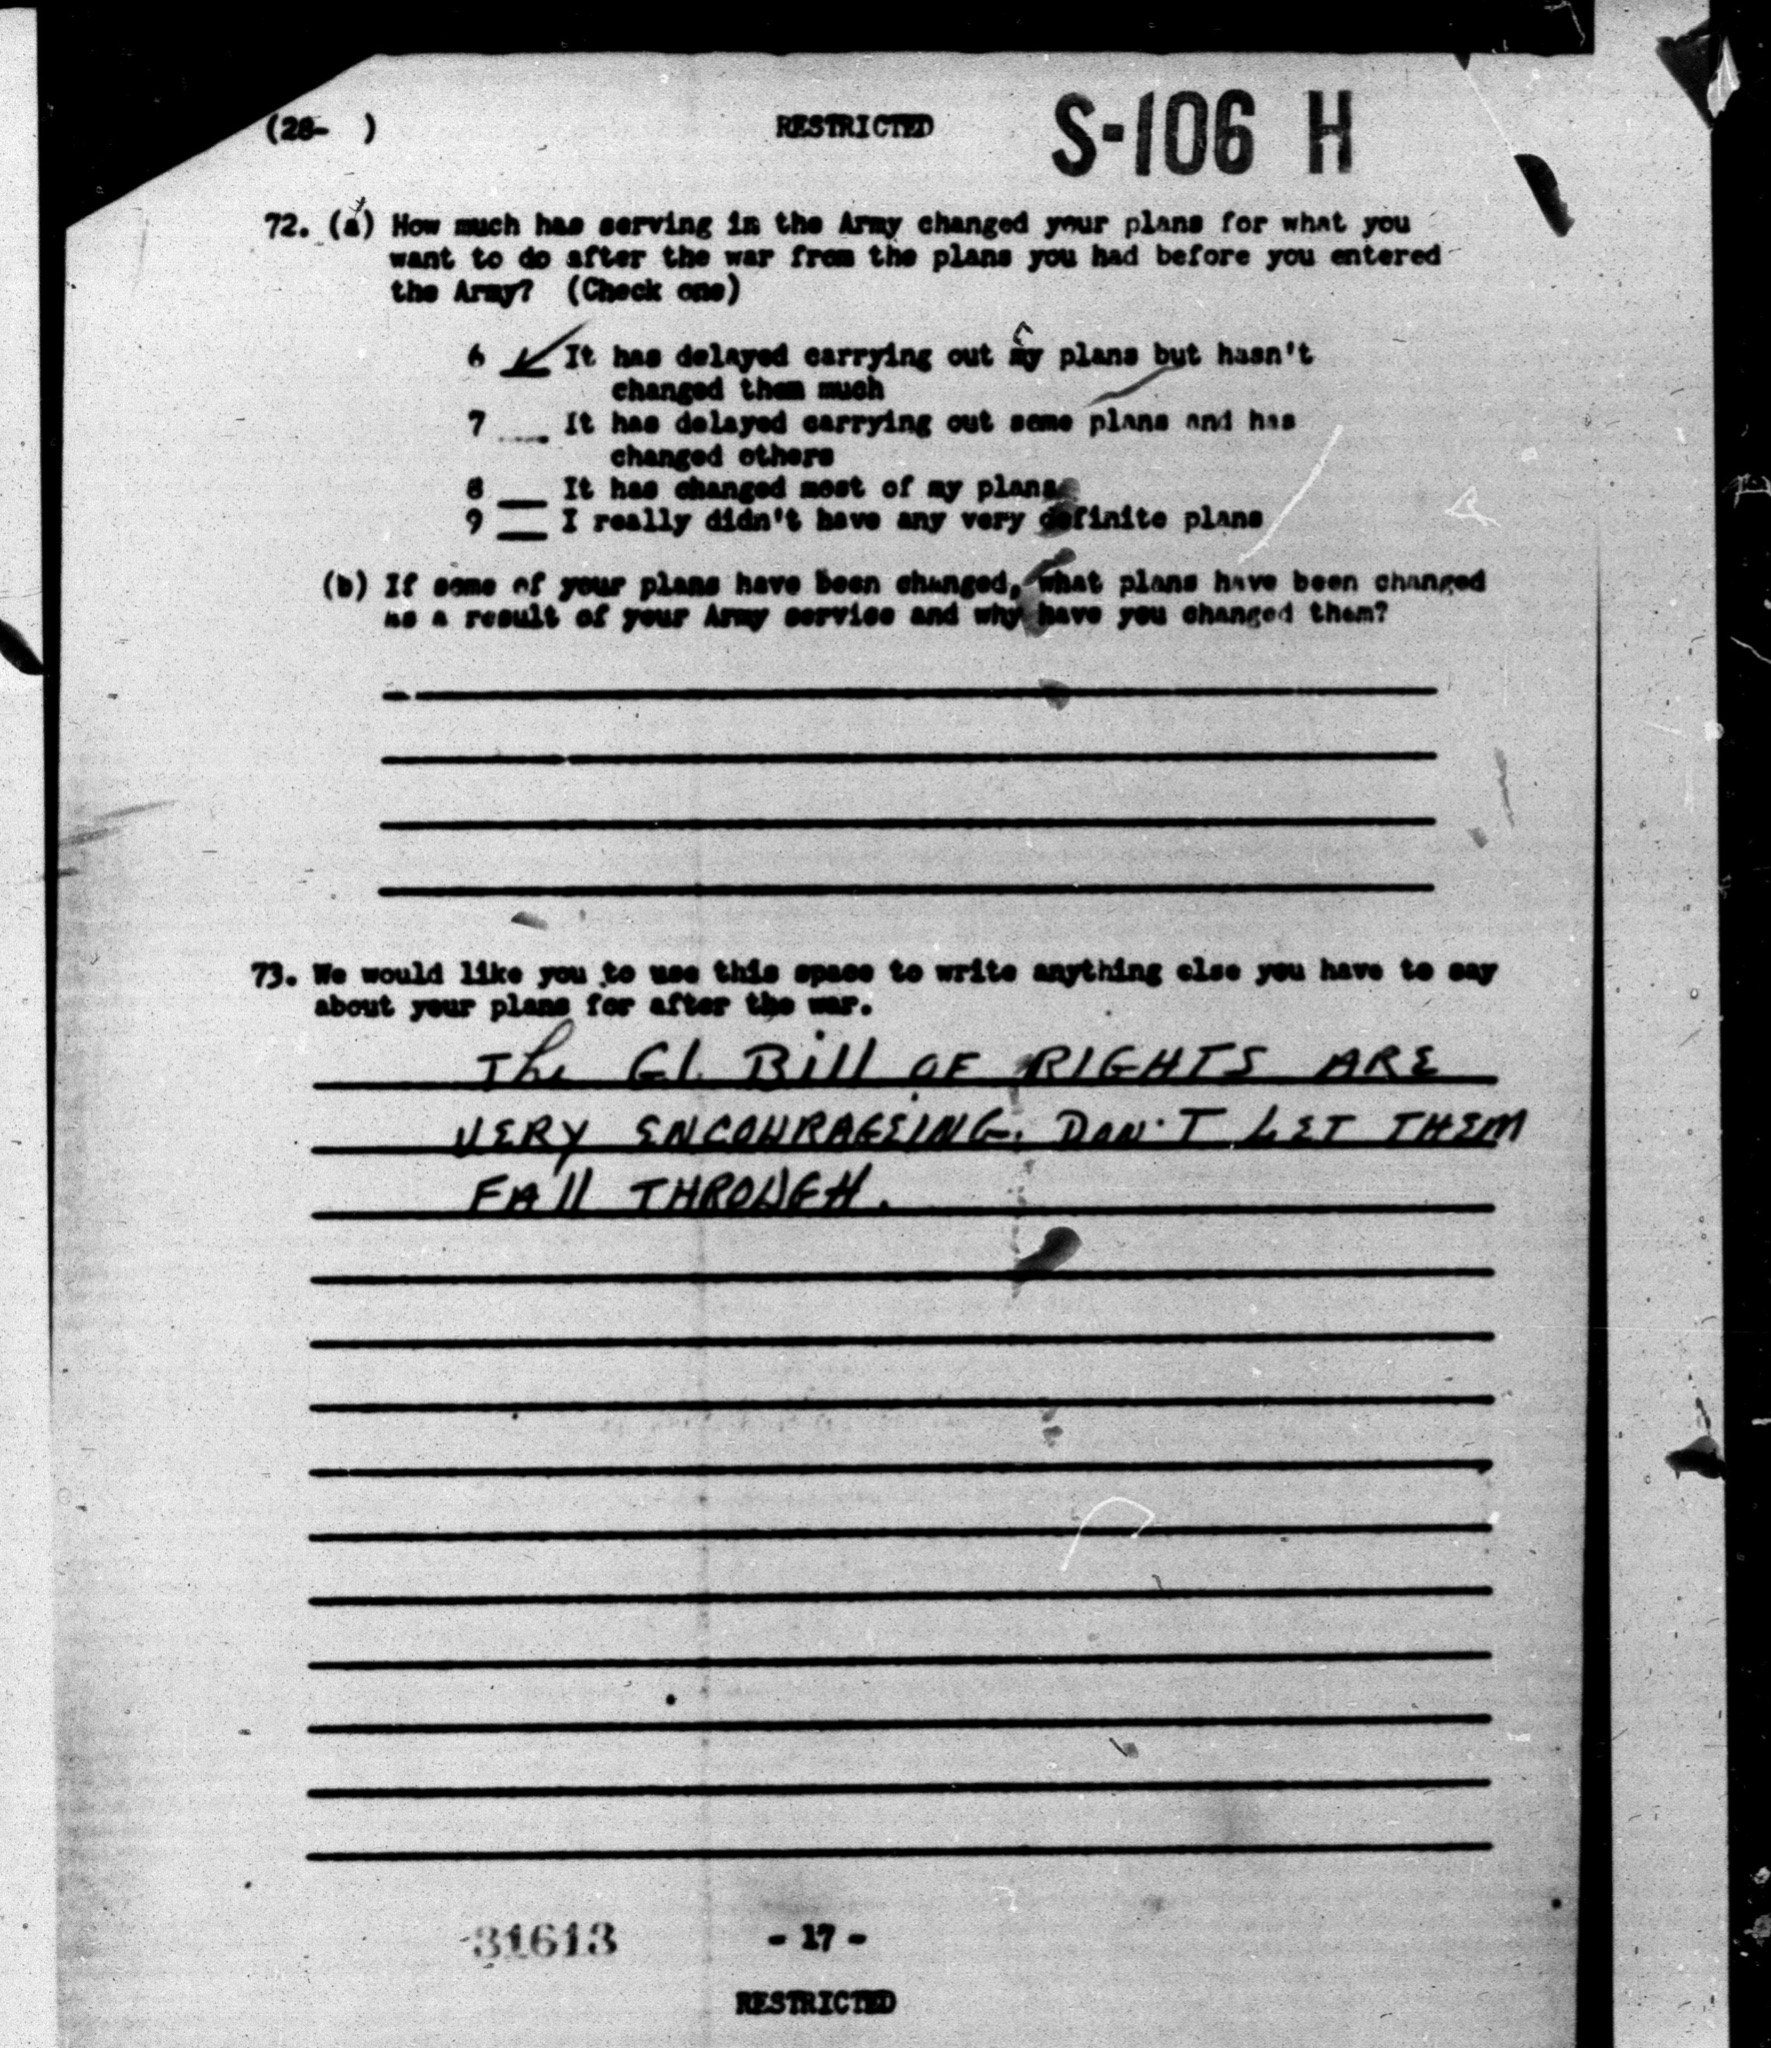 (28- )
RESTRICTED
S-106 H
72. (a) How much has serving in the Army changed your plans for what you
want to do after the war from the plans you had before you entered
the Army? (Check one)
6 ✓ It has delayed carrying out my plans but hasn't
changed them much
7 __ It has delayed carrying out some plans and has
changed others
8 __ It has changed most of my plans
9 __ I really didn't have any very definite plans
(b) If some of your plans have been changed, what plans have been changed
as a result of your Army service and why have you changed them?
73. We would like you to use this space to write anything else you have to say
about your plans for after the war.
The G.I. Bill OF RIGHTS ARE
VERY ENCOURAGEING. DON'T LET THEM
FAll THROUGH.
31613
- 17 -
RESTRICTED